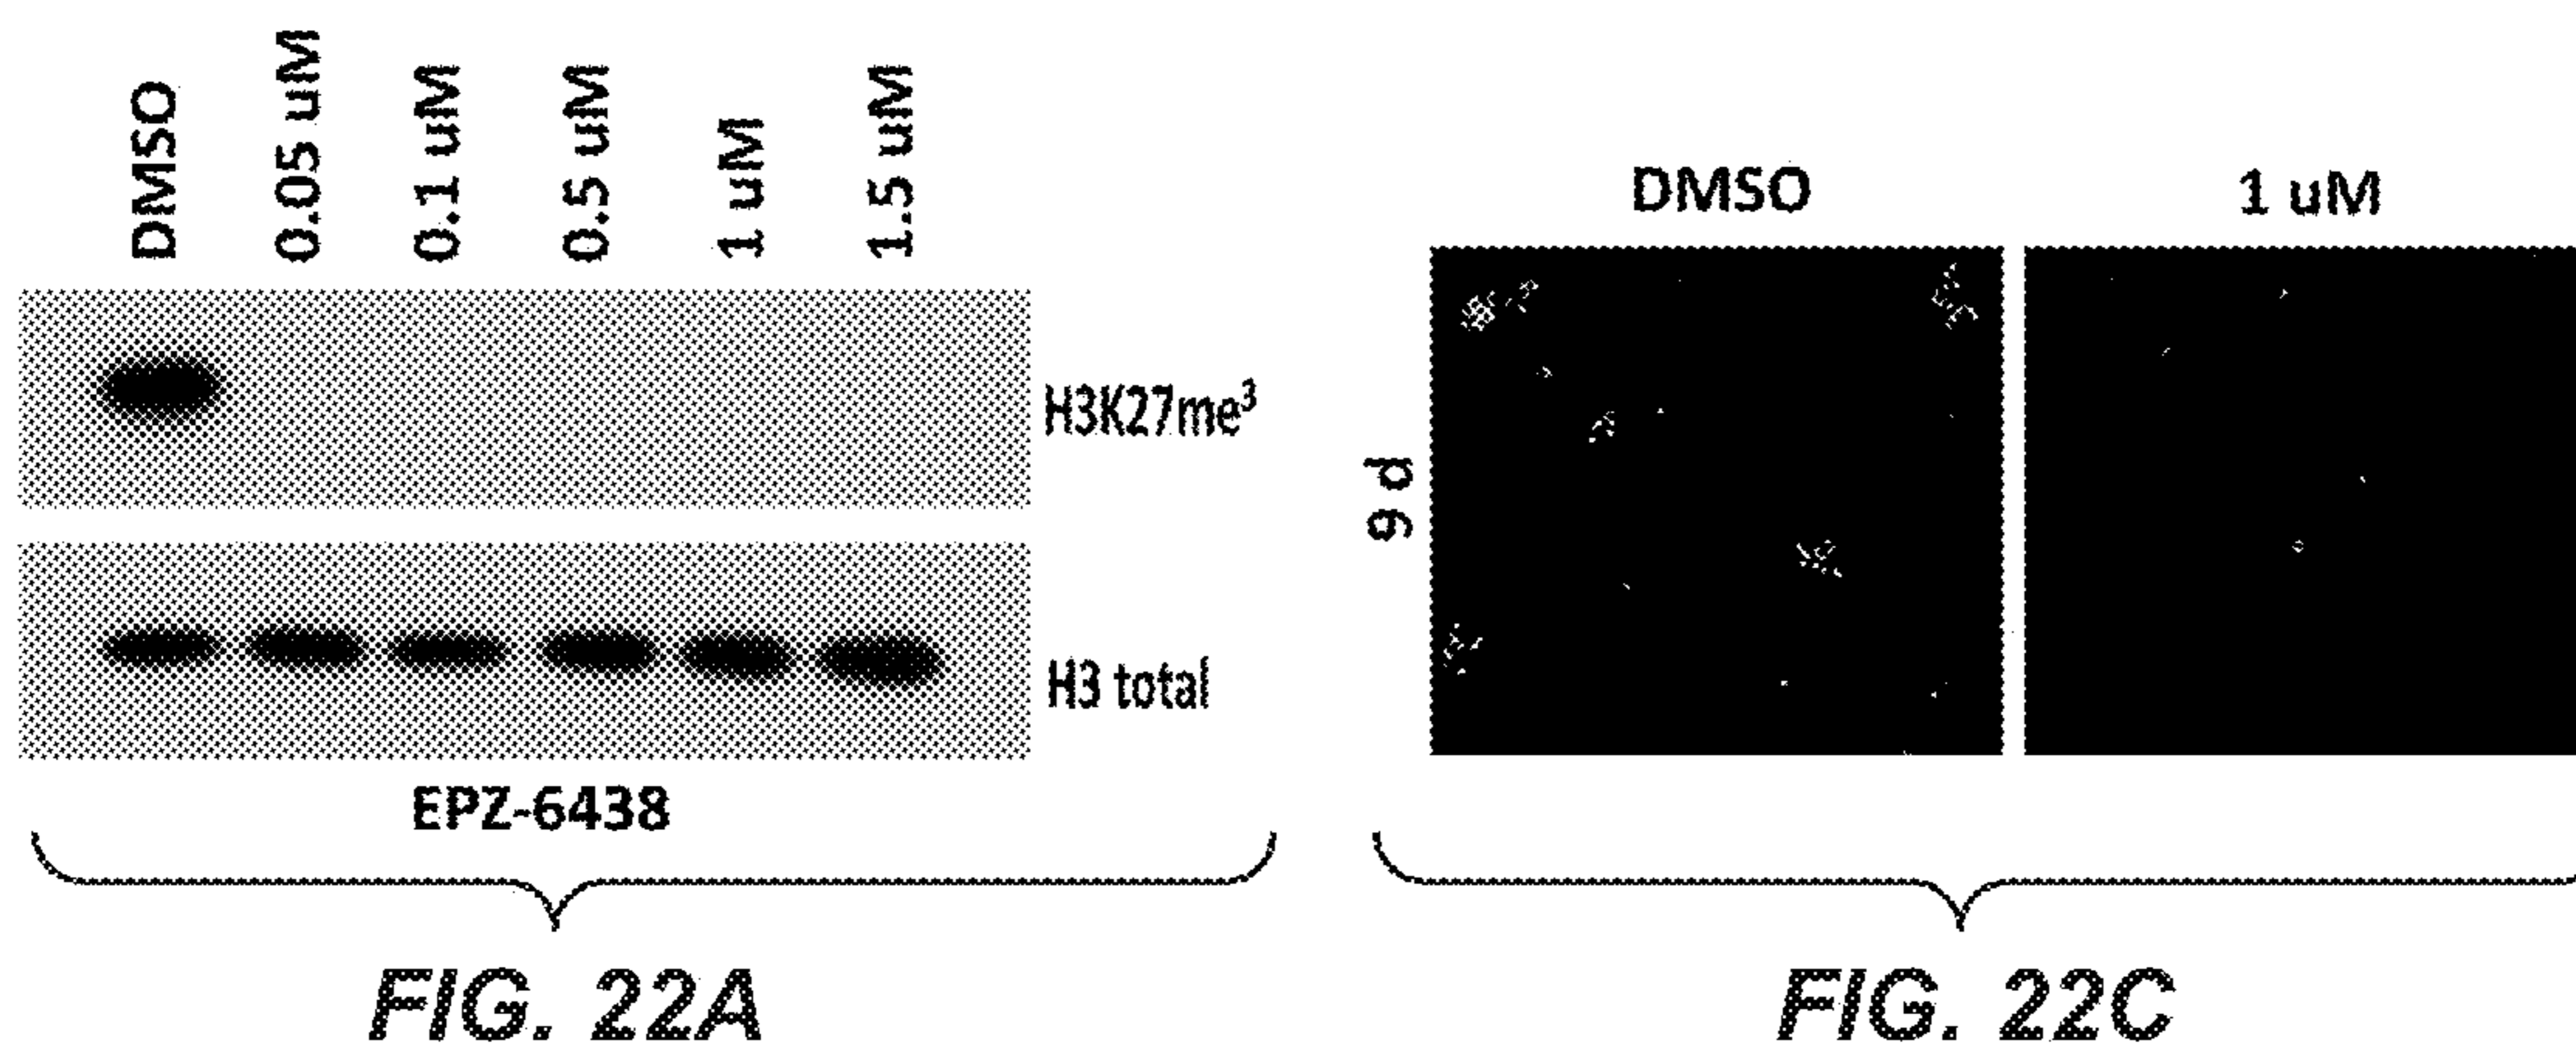 DMSO
0.05 uM
0.1 uM
0.5 uM
1 uM
1.5 uM
H3K27me³
H3 total
EPZ-6438
FIG. 22A
DMSO
1 uM
9 d
FIG. 22C